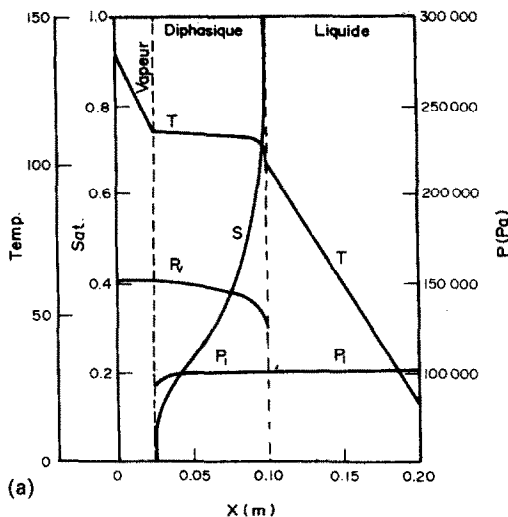 150
1.0
Diphasique
Liquide
300 000
Vapeur
T
0.8
250 000
100
200 000
0.6
Temp.
Sat.
S
T
P(Pa)
Pv
0.4
150 000
50
Pl
Pl
0.2
100 000
0
0
0
0.05
0.10
0.15
0.20
(a)
X (m)